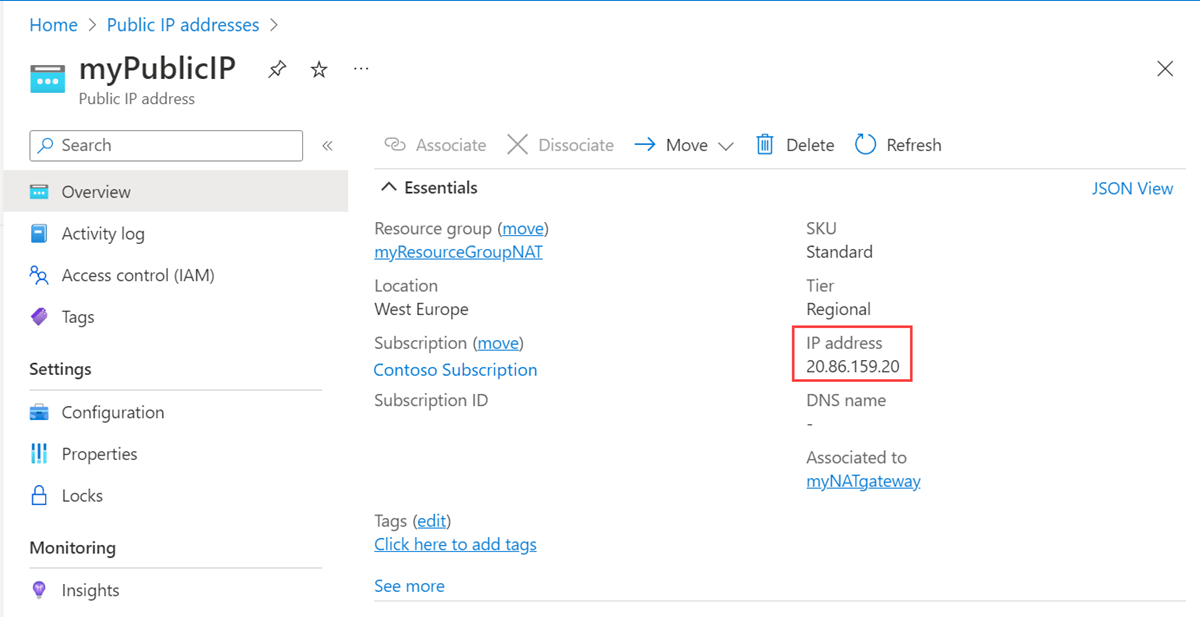 Home > Public IP addresses >
myPublicIP
Public IP address
Search
«
Overview
Activity log
Access control (IAM)
Tags
Settings
Configuration
Properties
Locks
Monitoring
Insights
Associate Dissociate Move Delete Refresh
Essentials
JSON View
Resource group (move)
myResourceGroupNAT
Location
West Europe
Subscription (move)
Contoso Subscription
Subscription ID
SKU
Standard
Tier
Regional
IP address
20.86.159.20
DNS name
-
Associated to
myNATgateway
Tags (edit)
Click here to add tags
See more